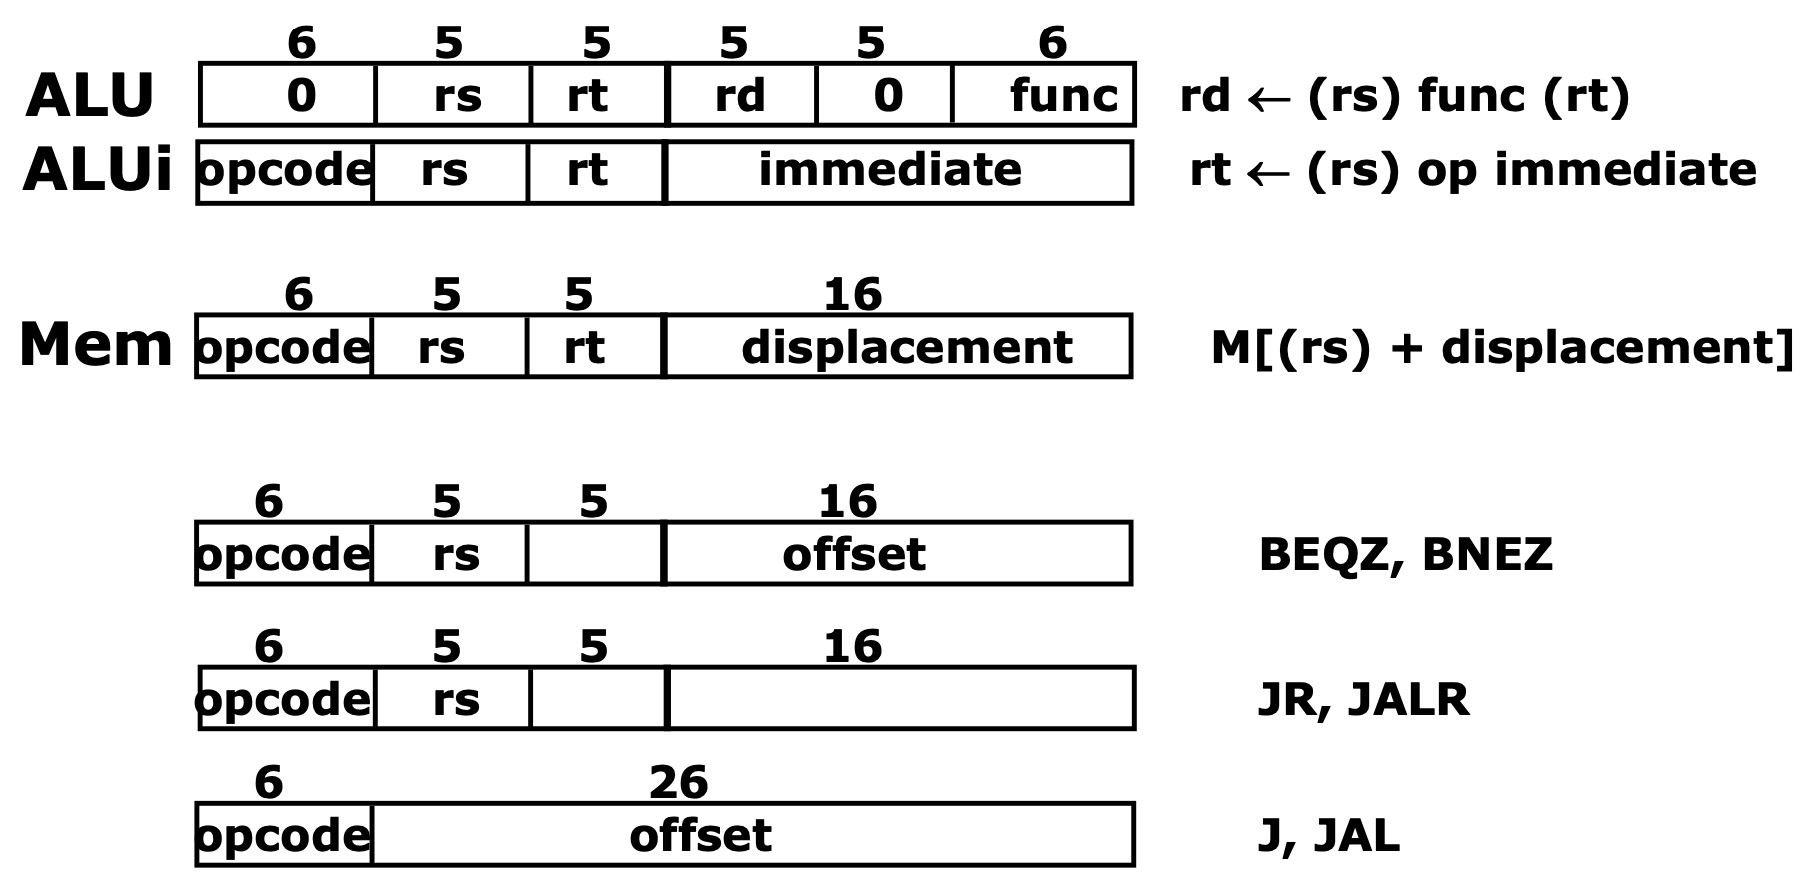 6 5 5 5 5 6
ALU 0 rs rt rd 0 func rd ← (rs) func (rt)
ALUi opcode rs rt immediate rt ← (rs) op immediate
6 5 5 16
Mem opcode rs rt displacement M[(rs) + displacement]
6 5 5 16
opcode rs offset BEQZ, BNEZ
6 5 5 16
opcode rs JR, JALR
6 26
opcode offset J, JAL